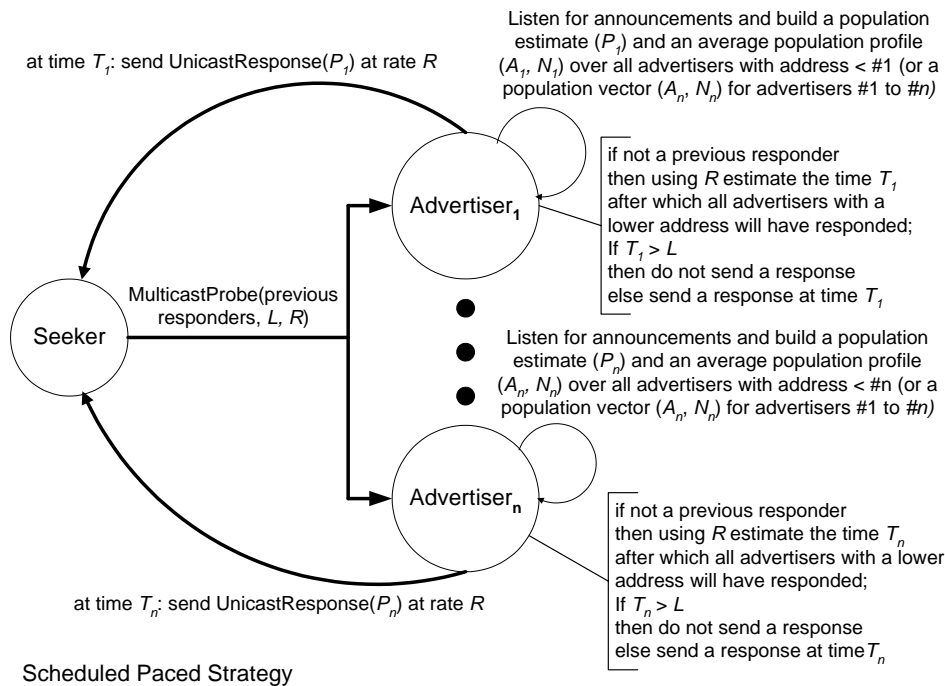 Listen for announcements and build a population
estimate (P1) and an average population profile
(A1, N1) over all advertisers with address < #1 (or a
population vector (An, Nn) for advertisers #1 to #n)
at time T1: send UnicastResponse(P1) at rate R
if not a previous responder
then using R estimate the time T1
after which all advertisers with a
lower address will have responded;
If T1 > L
then do not send a response
else send a response at time T1
Advertiser1
MulticastProbe(previous
responders, L, R)
Seeker
Listen for announcements and build a population
estimate (Pn) and an average population profile
(An, Nn) over all advertisers with address < #n (or a
population vector (An, Nn) for advertisers #1 to #n)
Advertisern
if not a previous responder
then using R estimate the time Tn
after which all advertisers with a lower
address will have responded;
If Tn > L
then do not send a response
else send a response at timeTn
at time Tn: send UnicastResponse(Pn) at rate R
Scheduled Paced Strategy